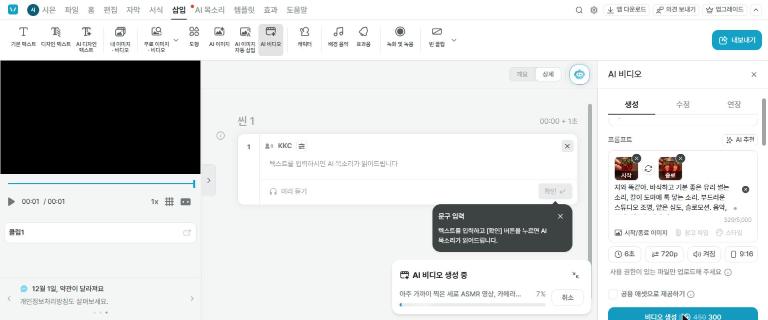 시온 파일 홈 편집 자막 서식 삽입 AI 목소리 템플릿 효과 도움말
앱 다운로드 의견 보내기 업그레이드
기본 텍스트 디자인 텍스트 AI 디자인 텍스트 내 이미지 · 비디오 무료 이미지 · 비디오 도형 AI 이미지 AI 이미지 자동 삽입 AI 비디오 캐릭터 배경 음악 효과음 녹화 및 녹음 빈 클립
내보내기
개요 상세
씬 1
00:00 + 1초
1 KKC
텍스트를 입력하시면 AI 목소리가 읽어드립니다
미리 듣기
확인
문구 입력
텍스트를 입력하고 [확인] 버튼을 누르면 AI
목소리가 읽어드립니다.
00:01 / 00:01
1x
클립1
12월 1일, 약관이 달라져요
개인정보처리방침도 살펴보세요.
AI 비디오 생성 중
아주 가까이 찍은 세로 ASMR 영상, 카메라...
7%
취소
AI 비디오
생성 수정 연장
프롬프트
AI 추천
시작
종료
치와 똑같아. 바삭하고 기분 좋은 유리 썰는
소리, 칼이 도마에 톡 닿는 소리. 부드러운
스튜디오 조명, 얕은 심도, 슬로모션. 음악,
329/5,000
시작/종료 이미지 참고 이미지 스타일
6초 720p 켜짐 9:16
사용 권한이 있는 파일만 업로드해 주세요
공용 애셋으로 제공하기
비디오 생성 450 300